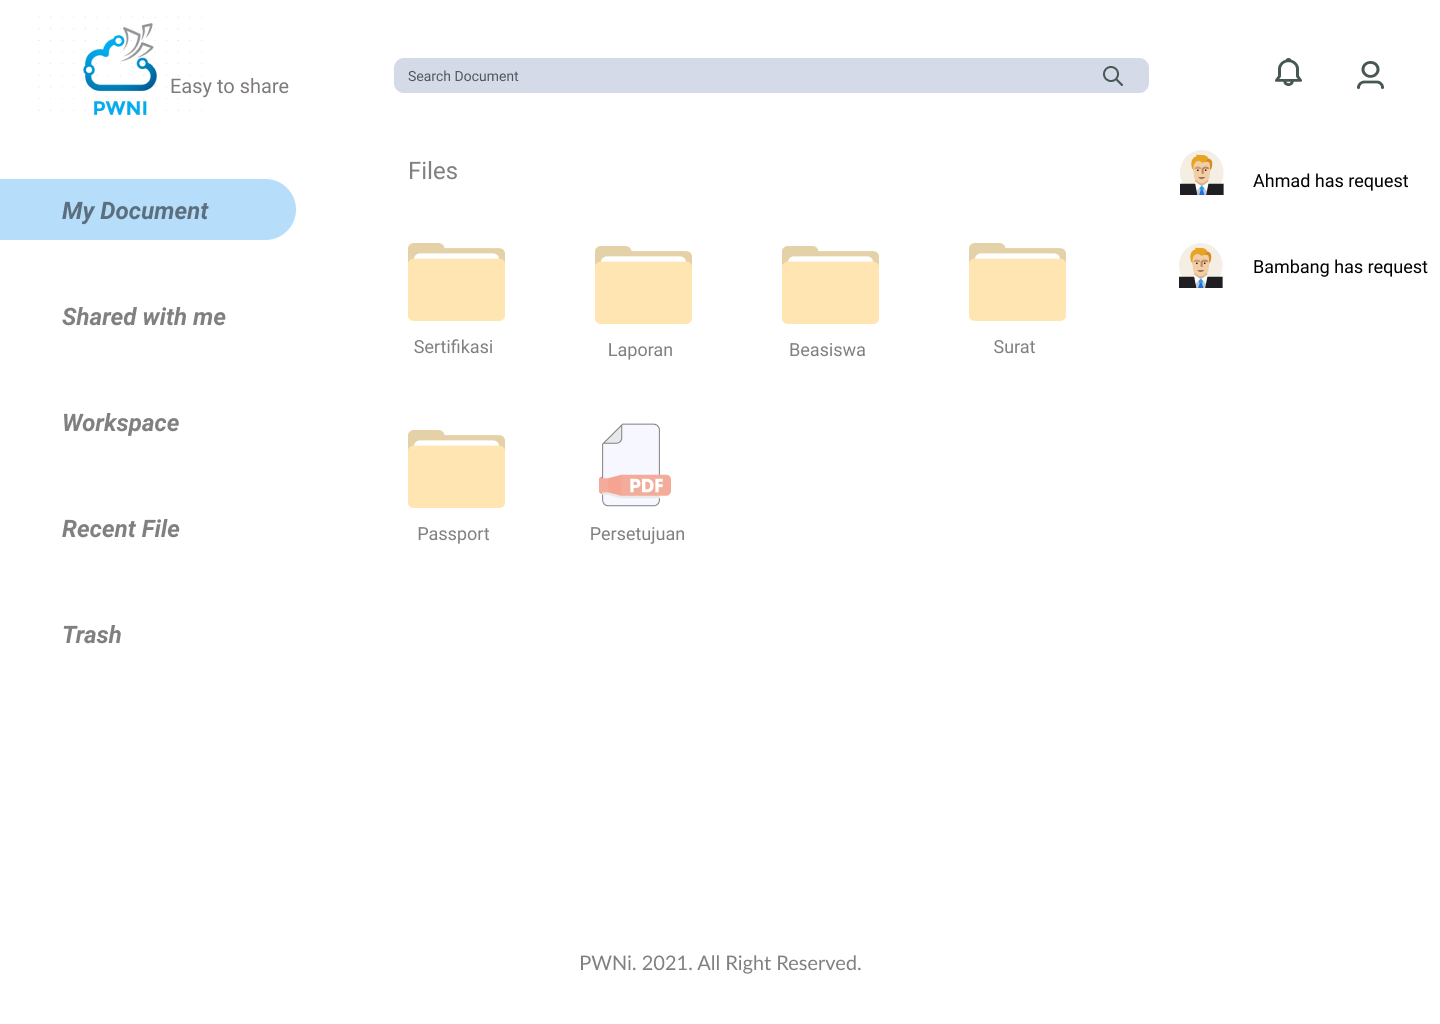 PWNI
Easy to share
Search Document
Files
Ahmad has request
My Document
Bambang has request
Shared with me
Sertifikasi
Laporan
Beasiswa
Surat
Workspace
PDF
Recent File
Passport
Persetujuan
Trash
PWNi. 2021. All Right Reserved.